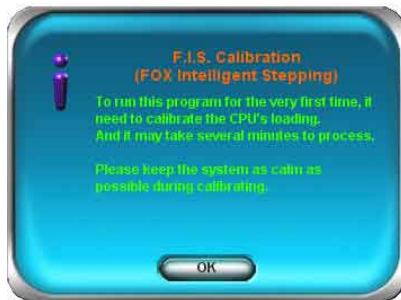 F.I.S. Calibration
(FOX Intelligent Stepping)
To run this program for the very first time, it
need to calibrate the CPU's loading.
And it may take several minutes to process.
Please keep the system as calm as
possible during calibrating.
OK